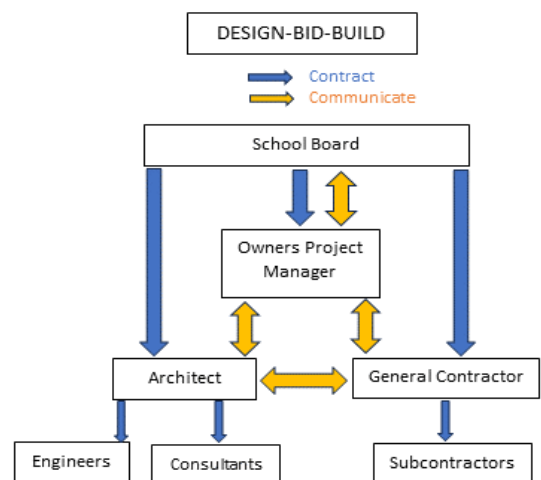 DESIGN-BID-BUILD
Contract
Communicate
School Board
Owners Project
Manager
Architect
General Contractor
Engineers
Consultants
Subcontractors